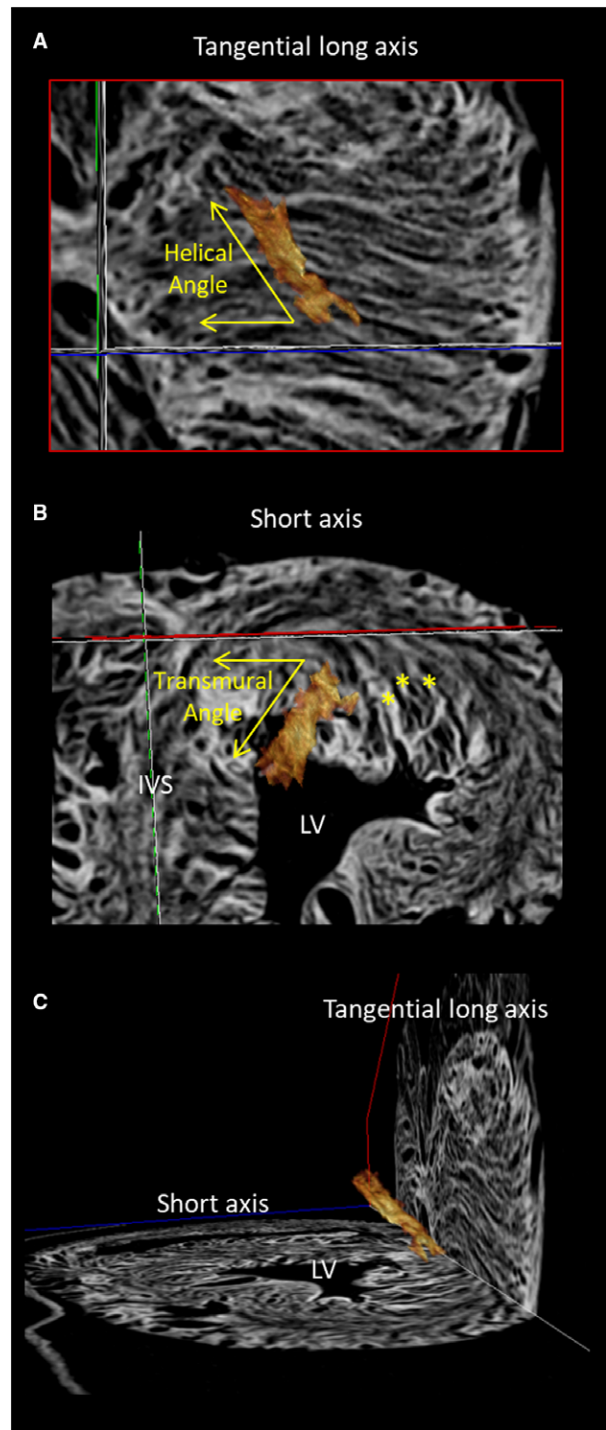 A
Tangential long axis
Helical
Angle
B
Short axis
Transmural
Angle
* * *
IVS
LV
C
Tangential long axis
Short axis
LV